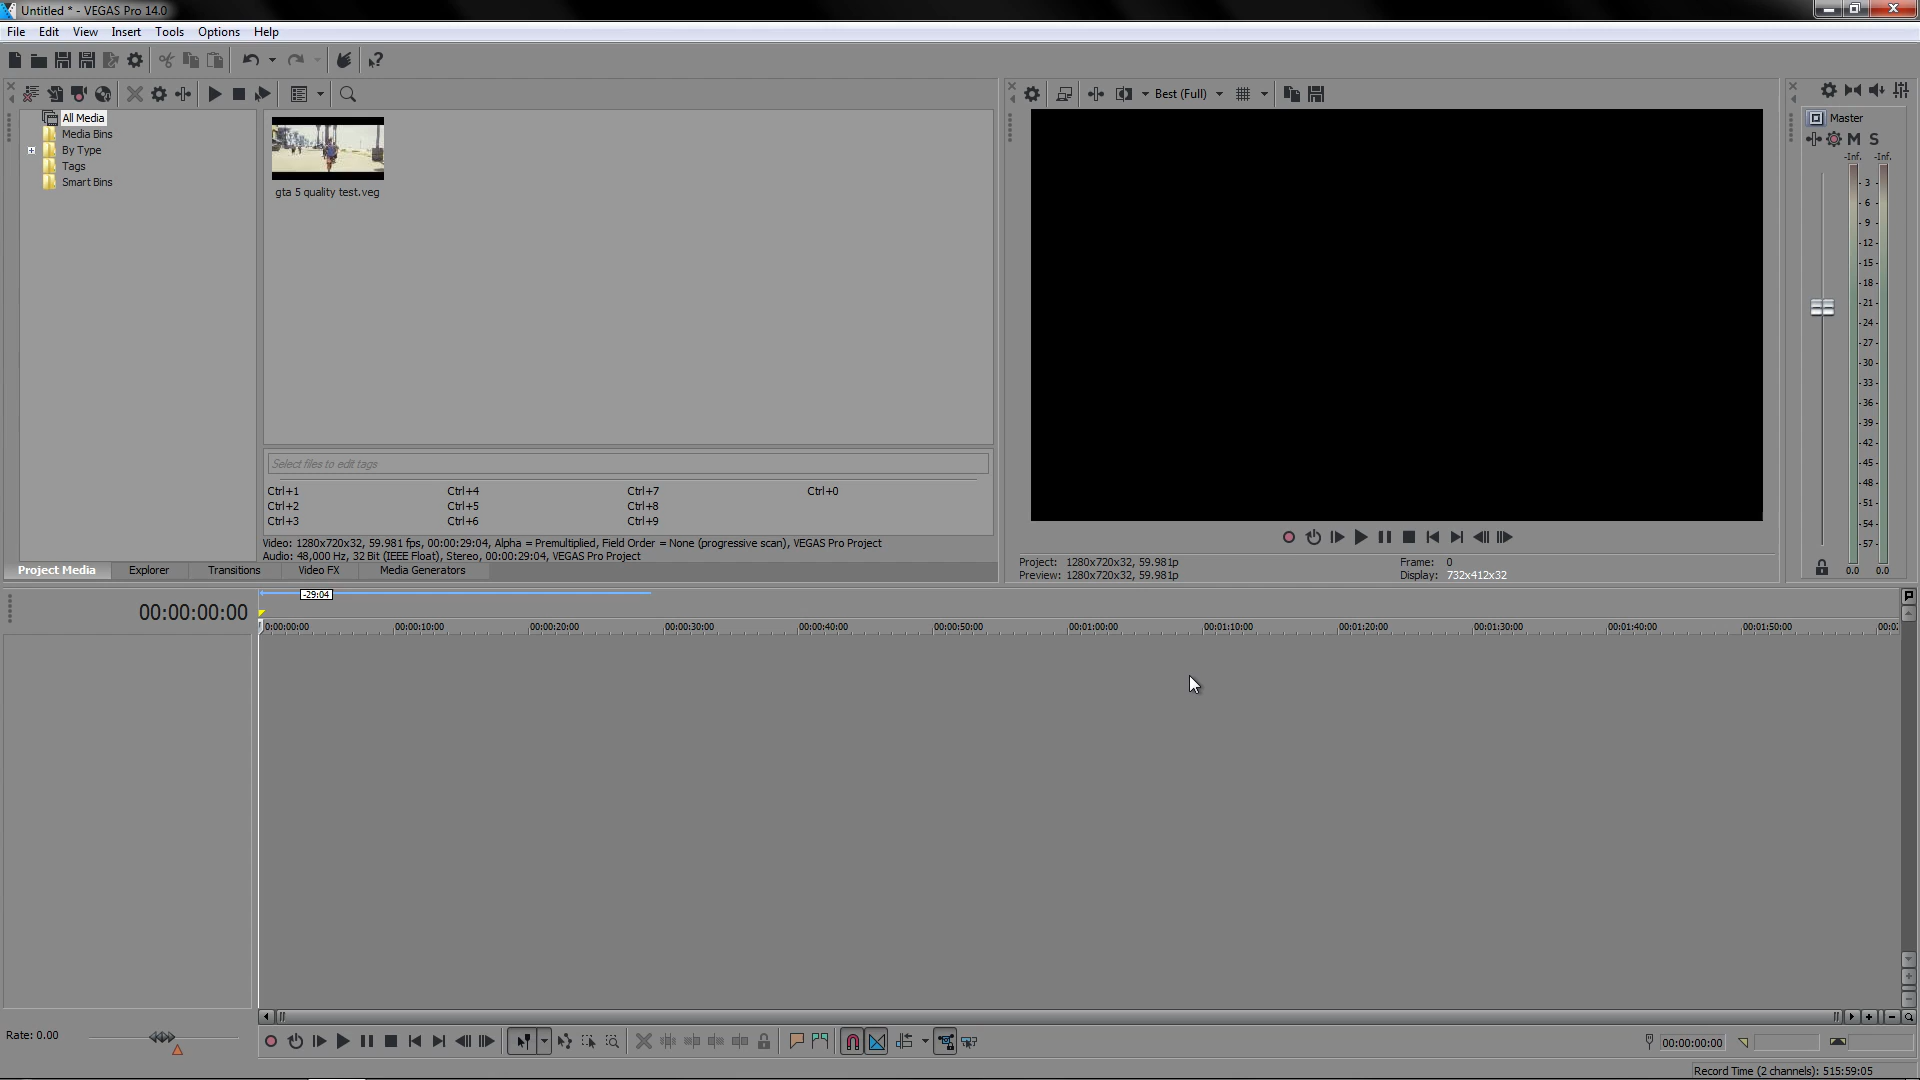 Untitled * - VEGAS Pro 14.0
File Edit View Insert Tools Options Help
Best (Full)
All Media
Media Bins
By Type
Tags
Smart Bins
gta 5 quality test.veg
Select files to edit tags
Ctrl+1 Ctrl+4 Ctrl+7 Ctrl+0
Ctrl+2 Ctrl+5 Ctrl+8
Ctrl+3 Ctrl+6 Ctrl+9
Video: 1280x720x32, 59.981 fps, 00:00:29:04, Alpha = Premultiplied, Field Order = None (progressive scan), VEGAS Pro Project
Audio: 48,000 Hz, 32 Bit (IEEE Float), Stereo, 00:00:29:04, VEGAS Pro Project
Project Media Explorer Transitions Video FX Media Generators
Project: 1280x720x32, 59.981p Frame: 0
Preview: 1280x720x32, 59.981p Display: 732x412x32
Master
M S
-Inf. -Inf.
- 3 -
- 6 -
- 9 -
- 12 -
- 15 -
- 18 -
- 21 -
- 24 -
- 27 -
- 30 -
- 33 -
- 36 -
- 39 -
- 42 -
- 45 -
- 48 -
- 51 -
- 54 -
- 57 -
0.0 0.0
00:00:00:00
-29:04
0:00:00:00 00:00:10:00 00:00:20:00 00:00:30:00 00:00:40:00 00:00:50:00 00:01:00:00 00:01:10:00 00:01:20:00 00:01:30:00 00:01:40:00 00:01:50:00 00:0
Rate: 0.00
00:00:00:00
Record Time (2 channels): 515:59:05